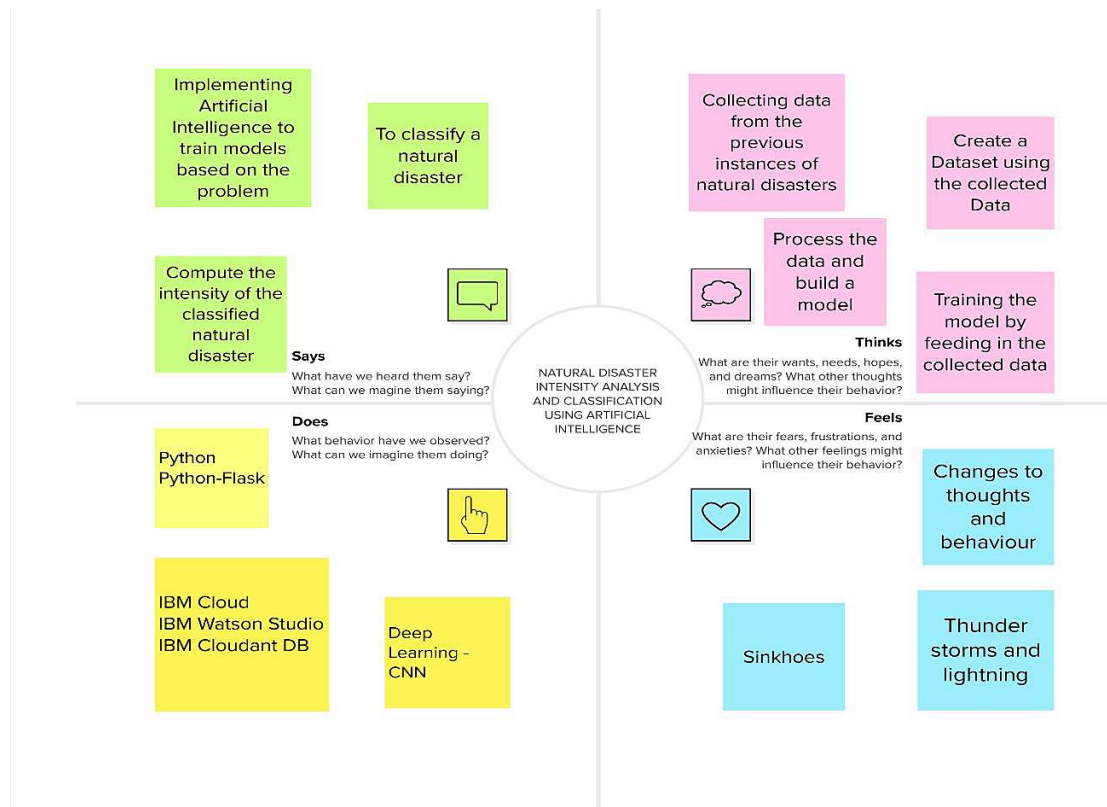 Implementing
Artificial
Intelligence to
train models
based on the
problem
To classify a
natural
disaster
Compute the
intensity of the
classified
natural
disaster
Says
What have we heard them say?
What can we magine them saying?
Collecting data
from the
previous
instances of
natural disasters
Create a
Dataset using
the collected
Data
Process the
data and
build a
model
Training the
model by
feeding in the
collected data
Thinks
What are their wants, needs, hopes,
and dreams? What other thoughts
might influence their behavior?
NATURAL DISASTER
INTENSITY ANALYSIS
AND CLASSIFICATION
USING ARTIFICIAL
INTELLIGENCE
Does
What behavior have we observed?
What can we imagine them doing?
Python
Python-Flask
IBM Cloud
IBM Watson Studio
IBM Cloudant DB
Deep
Learning -
CNN
Feels
What are their fears, frustrations, and
anxieties? What other feelings might
influence their behavior?
Changes to
thoughts
and
behaviour
Sinkhoes
Thunder
storms and
lightning